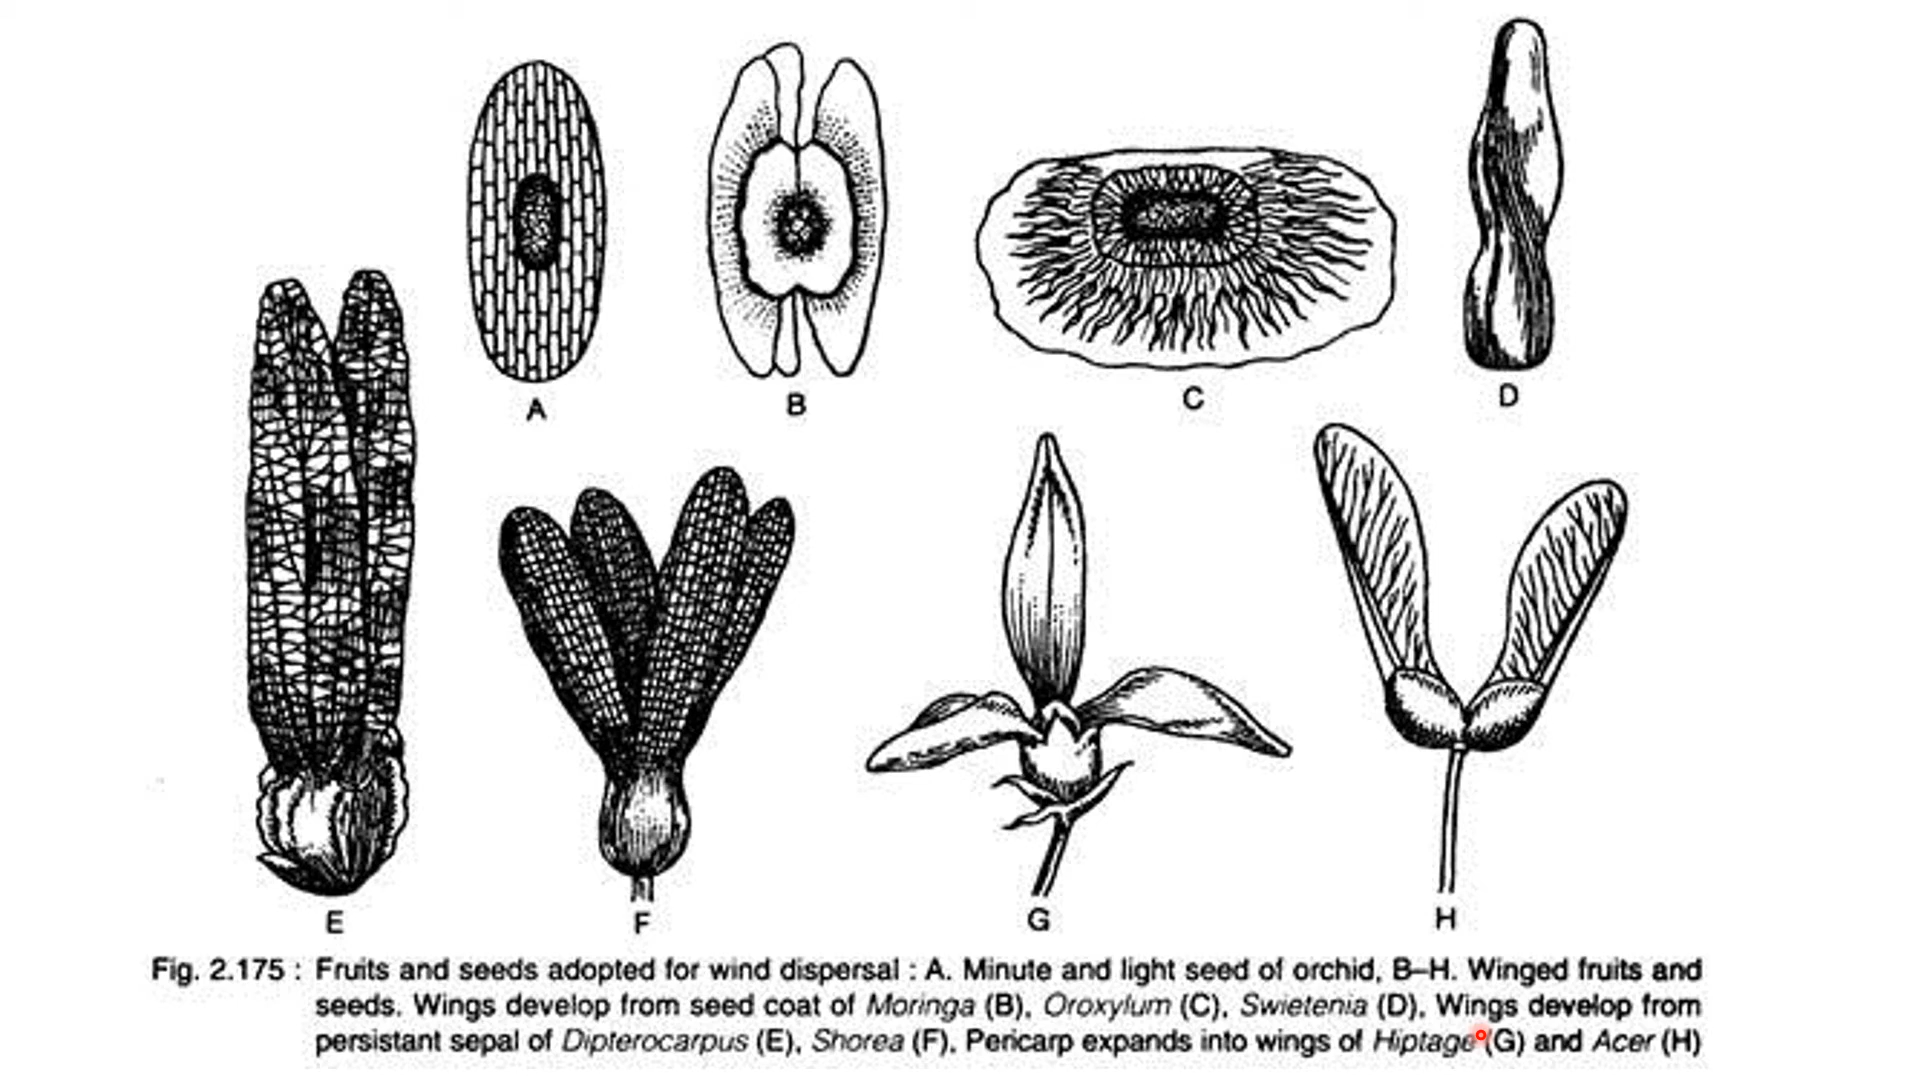 A
B
C
D
E
F
G
H
Fig. 2.175 : Fruits and seeds adopted for wind dispersal : A. Minute and light seed of orchid, B–H. Winged fruits and
seeds. Wings develop from seed coat of Moringa (B), Oroxylum (C), Swietenia (D), Wings develop from
persistant sepal of Dipterocarpus (E), Shorea (F), Pericarp expands into wings of Hiptage (G) and Acer (H)